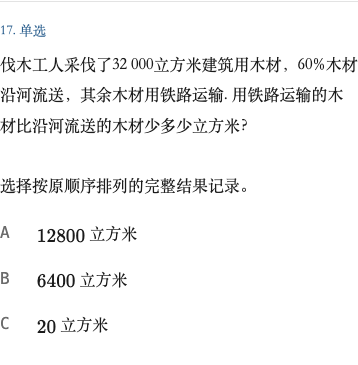 17. 单选
伐木工人采伐了32 000立方米建筑用木材，60%木材
沿河流送，其余木材用铁路运输. 用铁路运输的木
材比沿河流送的木材少多少立方米?
选择按原顺序排列的完整结果记录。
A 12800 立方米
B 6400 立方米
C 20 立方米